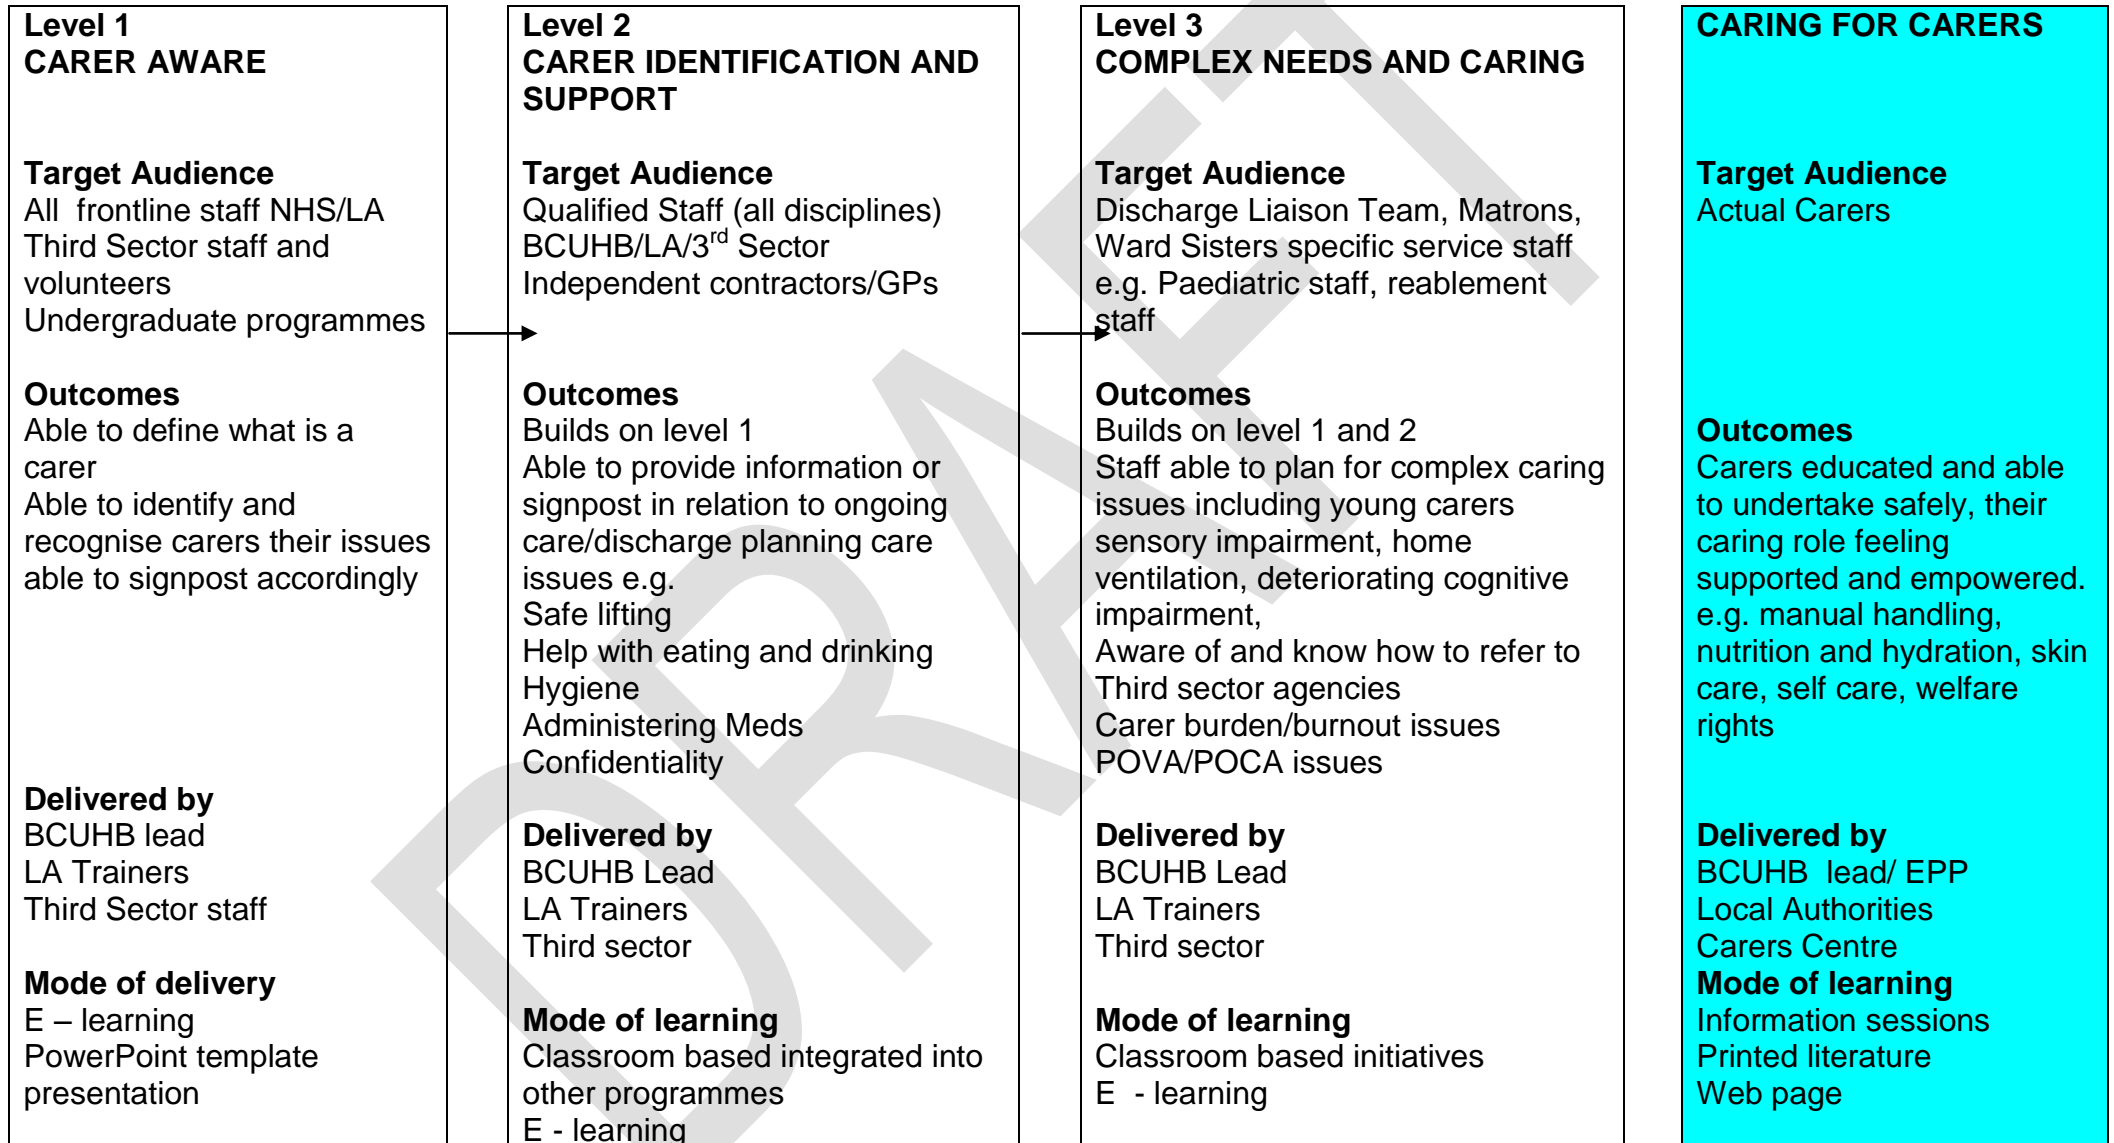 Level 1
CARER AWARE
Target Audience
All  frontline staff NHS/LA
Third Sector staff and
volunteers
Undergraduate programmes
Outcomes
Able to define what is a
carer
Able to identify and
recognise carers their issues
able to signpost accordingly
Delivered by
BCUHB lead
LA Trainers
Third Sector staff
Mode of delivery
E – learning
PowerPoint template
presentation
Level 2
CARER IDENTIFICATION AND
SUPPORT
Target Audience
Qualified Staff (all disciplines)
BCUHB/LA/3rd Sector
Independent contractors/GPs
Outcomes
Builds on level 1
Able to provide information or
signpost in relation to ongoing
care/discharge planning care
issues e.g.
Safe lifting
Help with eating and drinking
Hygiene
Administering Meds
Confidentiality
Delivered by
BCUHB Lead
LA Trainers
Third sector
Mode of learning
Classroom based integrated into
other programmes
E - learning
Level 3
COMPLEX NEEDS AND CARING
Target Audience
Discharge Liaison Team, Matrons,
Ward Sisters specific service staff
e.g. Paediatric staff, reablement
staff
Outcomes
Builds on level 1 and 2
Staff able to plan for complex caring
issues including young carers
sensory impairment, home
ventilation, deteriorating cognitive
impairment,
Aware of and know how to refer to
Third sector agencies
Carer burden/burnout issues
POVA/POCA issues
Delivered by
BCUHB Lead
LA Trainers
Third sector
Mode of learning
Classroom based initiatives
E  - learning
CARING FOR CARERS
Target Audience
Actual Carers
Outcomes
Carers educated and able
to undertake safely, their
caring role feeling
supported and empowered.
e.g. manual handling,
nutrition and hydration, skin
care, self care, welfare
rights
Delivered by
BCUHB  lead/ EPP
Local Authorities
Carers Centre
Mode of learning
Information sessions
Printed literature
Web page
DRAFT